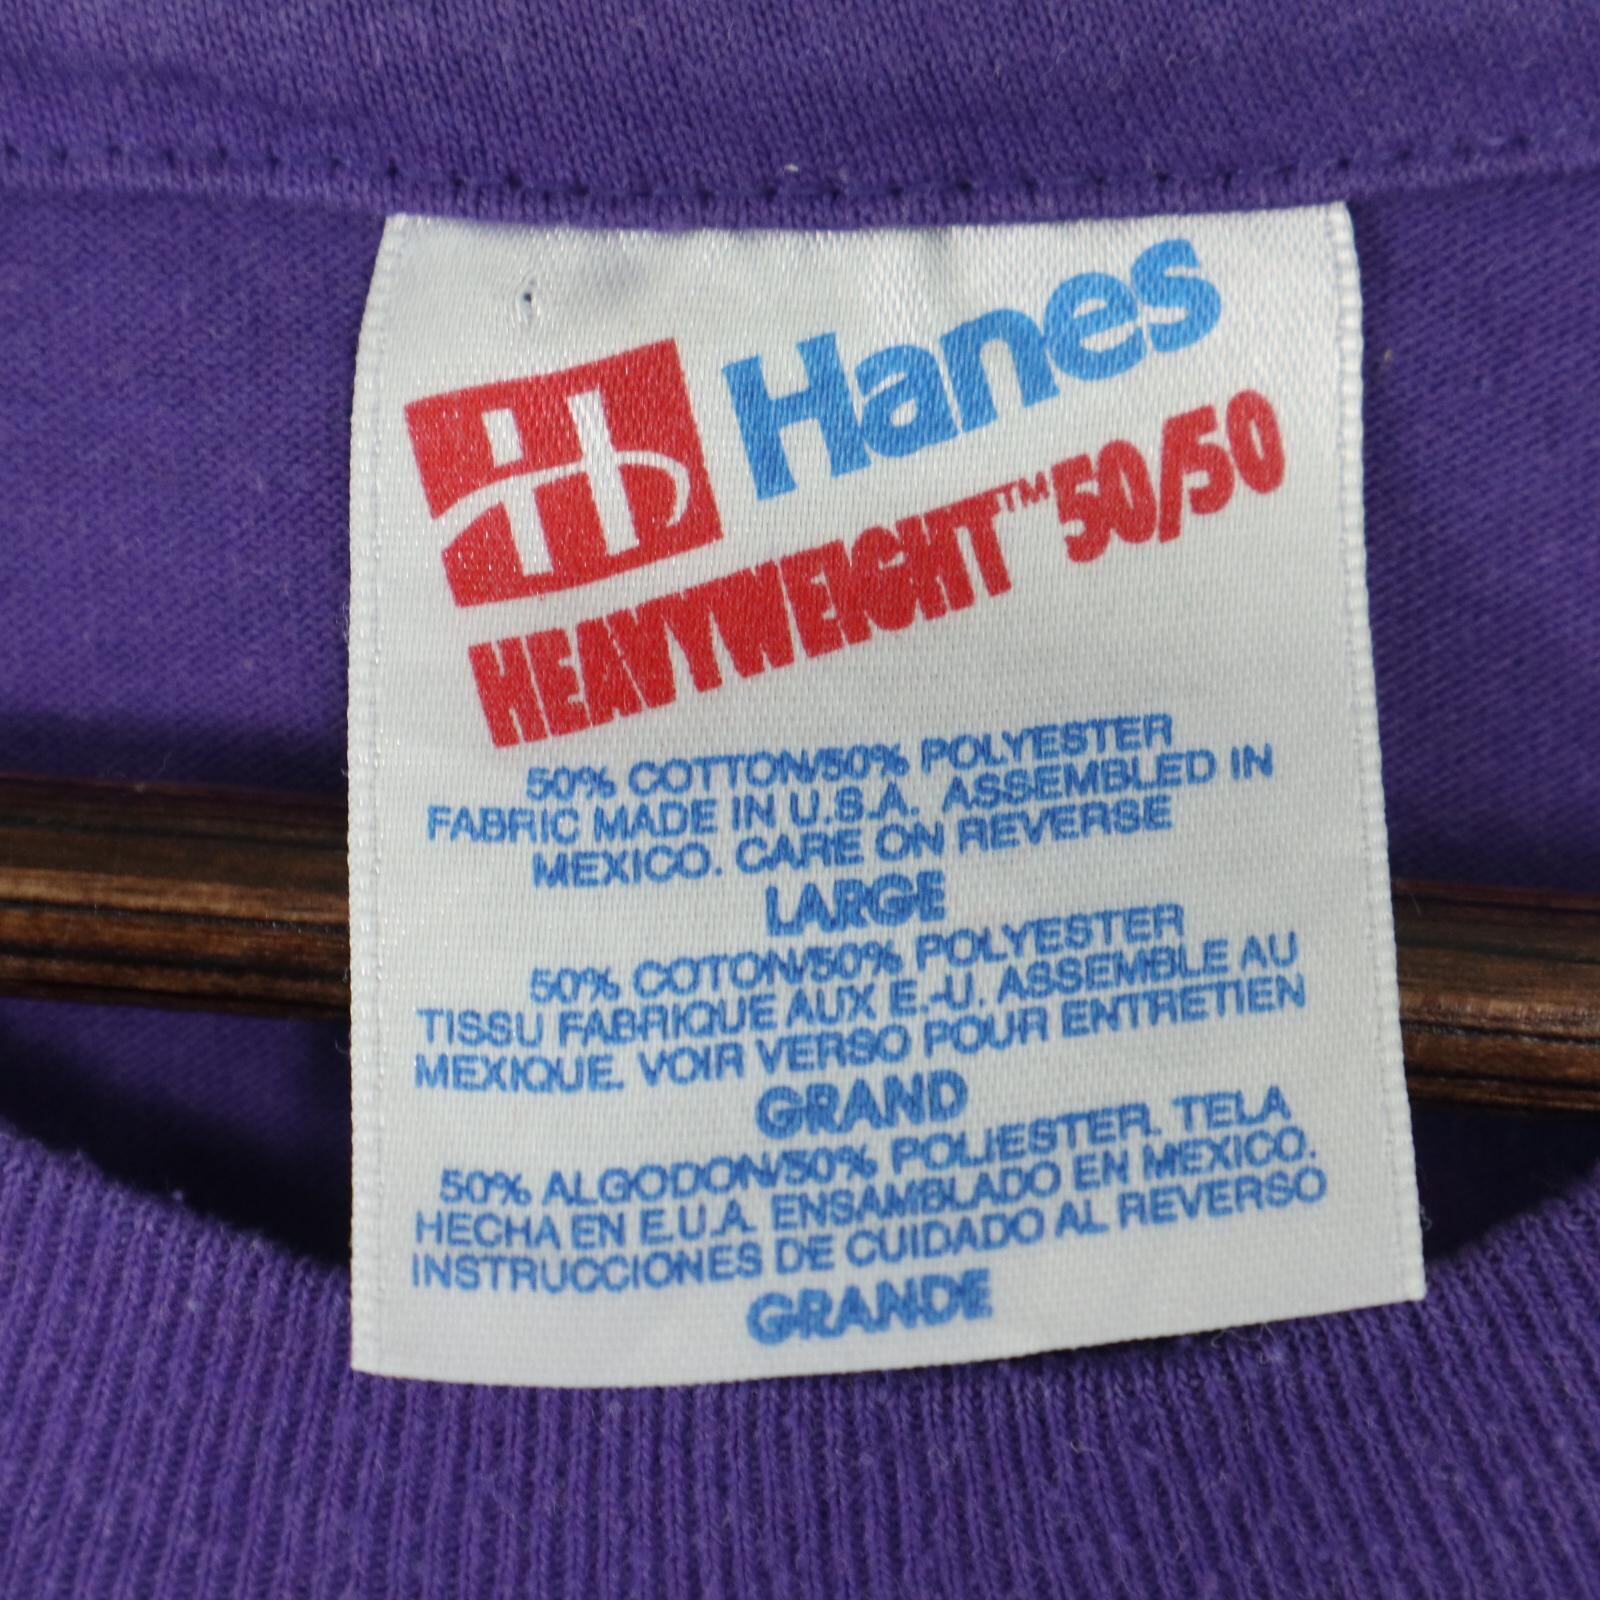 Hanes
HEAVYWEIGHT™ 50/50
50% COTTON/50% POLYESTER
FABRIC MADE IN U.S.A. ASSEMBLED IN
MEXICO. CARE ON REVERSE
LARGE
50% COTON/50% POLYESTER
TISSU FABRIQUE AUX E.-U. ASSEMBLE AU
MEXIQUE. VOIR VERSO POUR ENTRETIEN
GRAND
50% ALGODON/50% POLIESTER. TELA
HECHA EN E.U.A. ENSAMBLADO EN MEXICO.
INSTRUCCIONES DE CUIDADO AL REVERSO
GRANDE